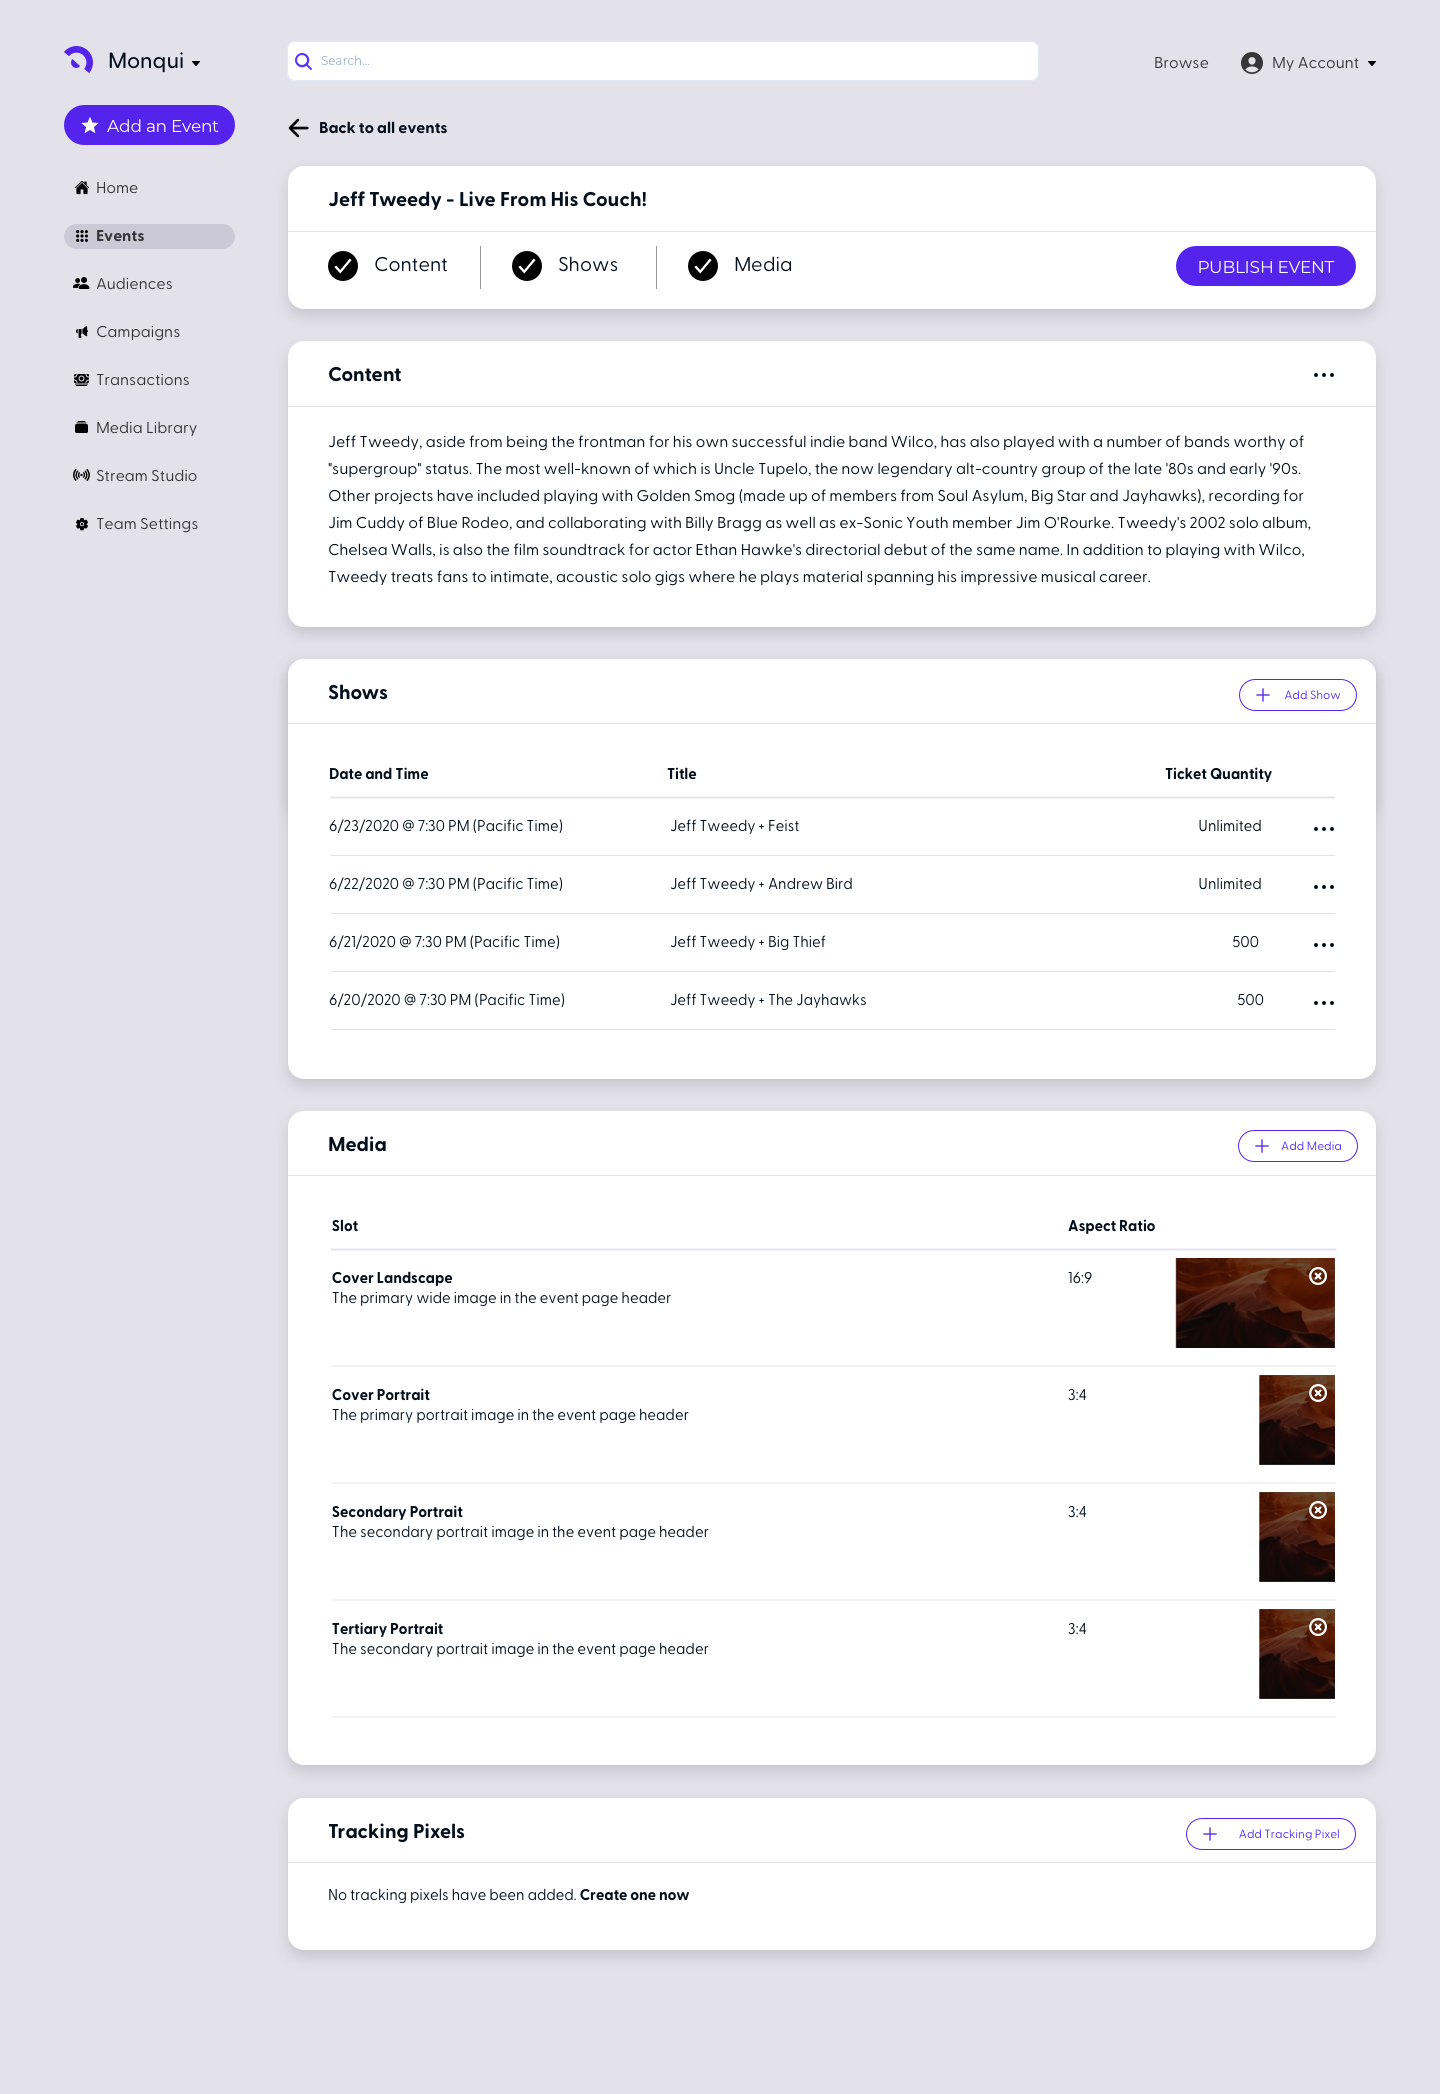 Monqui
Search...
Browse
My Account
Add an Event
Home
Events
Audiences
Campaigns
Transactions
Media Library
Stream Studio
Team Settings
Back to all events
Jeff Tweedy - Live From His Couch!
Content
Shows
Media
PUBLISH EVENT
Content
Jeff Tweedy, aside from being the frontman for his own successful indie band Wilco, has also played with a number of bands worthy of
"supergroup" status. The most well-known of which is Uncle Tupelo, the now legendary alt-country group of the late '80s and early '90s.
Other projects have included playing with Golden Smog (made up of members from Soul Asylum, Big Star and Jayhawks), recording for
Jim Cuddy of Blue Rodeo, and collaborating with Billy Bragg as well as ex-Sonic Youth member Jim O'Rourke. Tweedy's 2002 solo album,
Chelsea Walls, is also the film soundtrack for actor Ethan Hawke's directorial debut of the same name. In addition to playing with Wilco,
Tweedy treats fans to intimate, acoustic solo gigs where he plays material spanning his impressive musical career.
Shows
Add Show
Date and Time Title Ticket Quantity
6/23/2020 @ 7:30 PM (Pacific Time) Jeff Tweedy + Feist Unlimited
6/22/2020 @ 7:30 PM (Pacific Time) Jeff Tweedy + Andrew Bird Unlimited
6/21/2020 @ 7:30 PM (Pacific Time) Jeff Tweedy + Big Thief 500
6/20/2020 @ 7:30 PM (Pacific Time) Jeff Tweedy + The Jayhawks 500
Media
Add Media
Slot Aspect Ratio
Cover Landscape 16:9
The primary wide image in the event page header
Cover Portrait 3:4
The primary portrait image in the event page header
Secondary Portrait 3:4
The secondary portrait image in the event page header
Tertiary Portrait 3:4
The secondary portrait image in the event page header
Tracking Pixels
Add Tracking Pixel
No tracking pixels have been added. Create one now